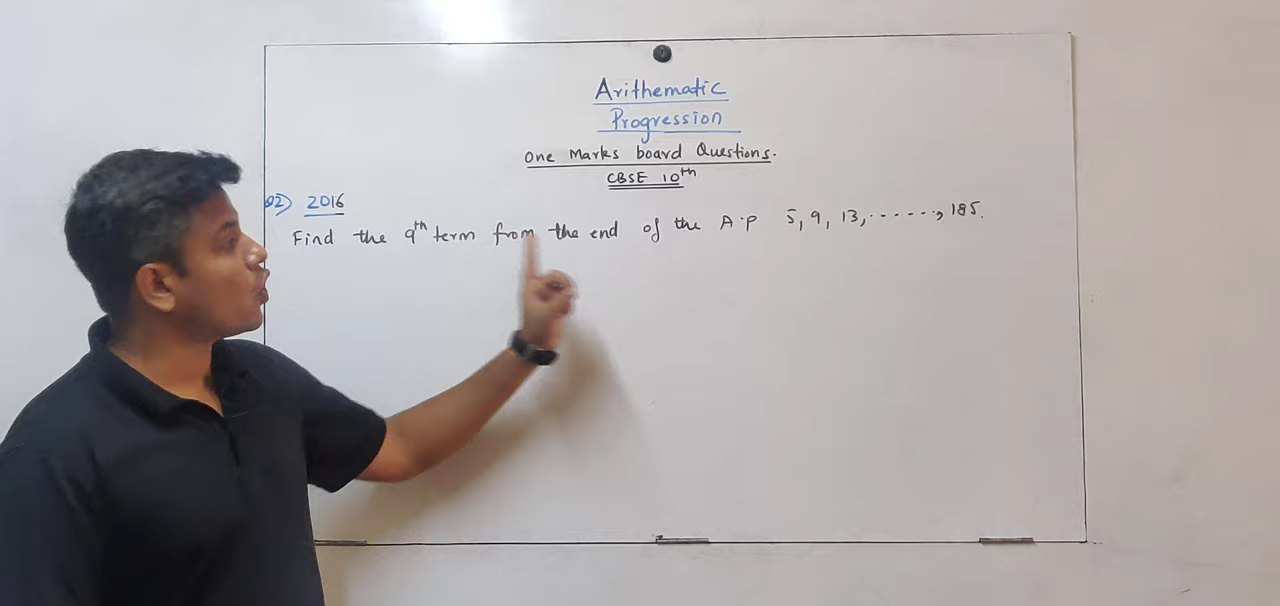 Arithematic
Progression
One Marks board Questions.
CBSE 10th
02) 2016
Find the 9th term from the end of the A.P 5, 9, 13, ......, 185.